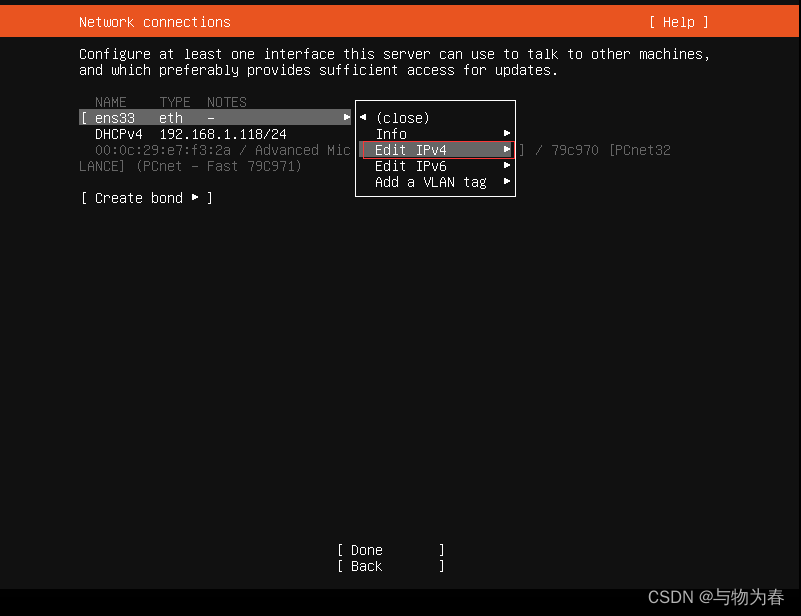 Network connections [ Help ]
Configure at least one interface this server can use to talk to other machines,
and which preferably provides sufficient access for updates.
NAME TYPE NOTES
[ ens33 eth – ▸
DHCPv4 192.168.1.118/24
00:0c:29:e7:f3:2a / Advanced Mic ] / 79c970 [PCnet32
LANCE] (PCnet – Fast 79C971)
◂ (close)
Info ▸
Edit IPv4 ▸
Edit IPv6 ▸
Add a VLAN tag ▸
[ Create bond ▸ ]
[ Done ]
[ Back ]
CSDN @与物为春